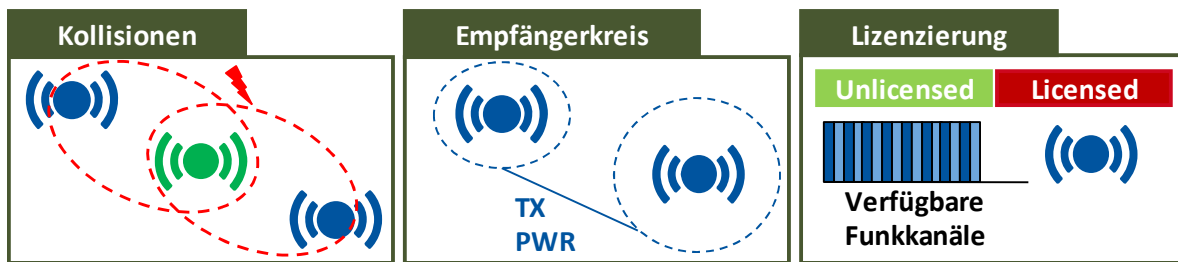 Kollisionen
Empfängerkreis
TX
PWR
Lizenzierung
Unlicensed
Licensed
Verfügbare
Funkkanäle